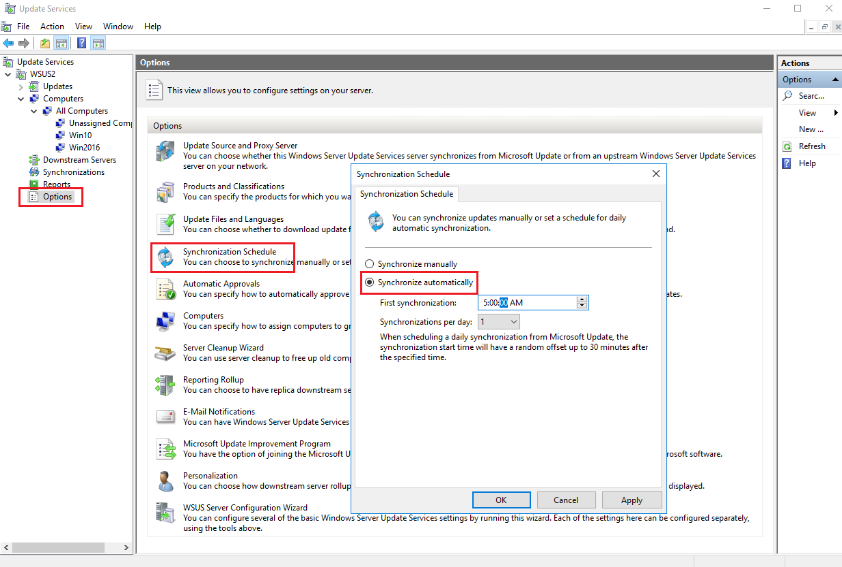 Update Services
File Action View Window Help
Update Services
WSUS2
Updates
Computers
All Computers
Unassigned Comp
Win10
Win2016
Downstream Servers
Synchronizations
Reports
Options
Options
This view allows you to configure settings on your server.
Options
Update Source and Proxy Server
You can choose whether this Windows Server Update Services server synchronizes from Microsoft Update or from an upstream Windows Server Update Services
server on your network.
Products and Classifications
You can specify the products for which you wa
Update Files and Languages
You can choose whether to download update f
Synchronization Schedule
You can choose to synchronize manually or set
Automatic Approvals
You can specify how to automatically approve
ates.
Computers
You can specify how to assign computers to gr
Server Cleanup Wizard
You can use server cleanup to free up old comp
Reporting Rollup
You can choose to have replica downstream se
E-Mail Notifications
You can have Windows Server Update Services
Microsoft Update Improvement Program
You have the option of joining the Microsoft U
rosoft software.
Personalization
You can choose how downstream server rollup
displayed.
WSUS Server Configuration Wizard
You can configure several of the basic Windows Server Update Services settings by running this wizard. Each of the settings here can be configured separately,
using the tools above.
Synchronization Schedule
Synchronization Schedule
You can synchronize updates manually or set a schedule for daily
automatic synchronization.
Synchronize manually
Synchronize automatically
First synchronization: 5:00:00 AM
Synchronizations per day: 1
When scheduling a daily synchronization from Microsoft Update, the
synchronization start time will have a random offset up to 30 minutes after
the specified time.
OK Cancel Apply
Actions
Options
Searc...
View
New ...
Refresh
Help